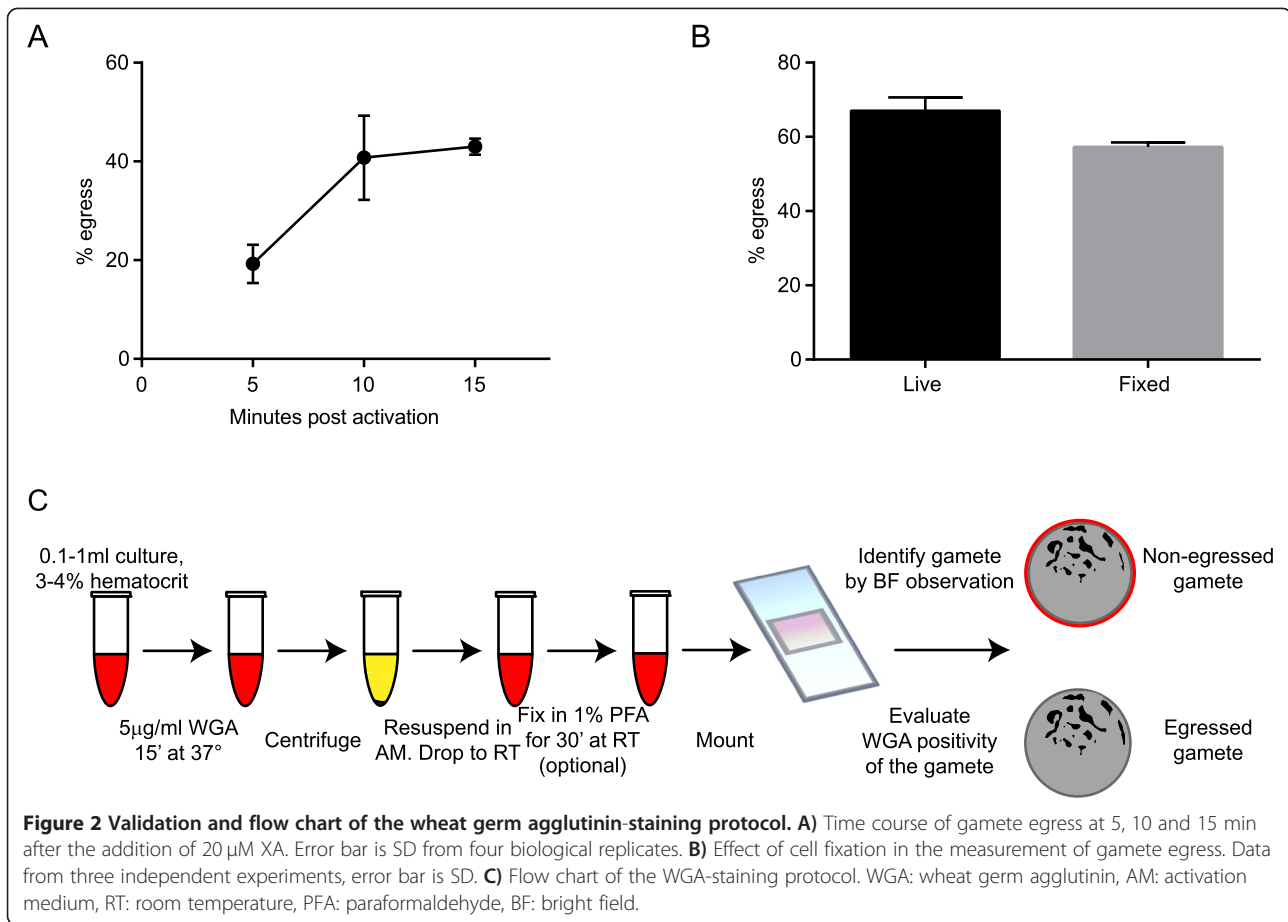 A
60
40
20
0
% egress
0
5
10
15
Minutes post activation
B
80
60
40
20
0
% egress
Live
Fixed
C
0.1-1ml culture,
3-4% hematocrit
5μg/ml WGA
15' at 37°
Centrifuge
Resuspend in
AM. Drop to RT
Fix in 1% PFA
for 30' at RT
(optional)
Mount
Identify gamete
by BF observation
Evaluate
WGA positivity
of the gamete
Non-egressed
gamete
Egressed
gamete
Figure 2 Validation and flow chart of the wheat germ agglutinin-staining protocol. A) Time course of gamete egress at 5, 10 and 15 min
after the addition of 20 μM XA. Error bar is SD from four biological replicates. B) Effect of cell fixation in the measurement of gamete egress. Data
from three independent experiments, error bar is SD. C) Flow chart of the WGA-staining protocol. WGA: wheat germ agglutinin, AM: activation
medium, RT: room temperature, PFA: paraformaldehyde, BF: bright field.